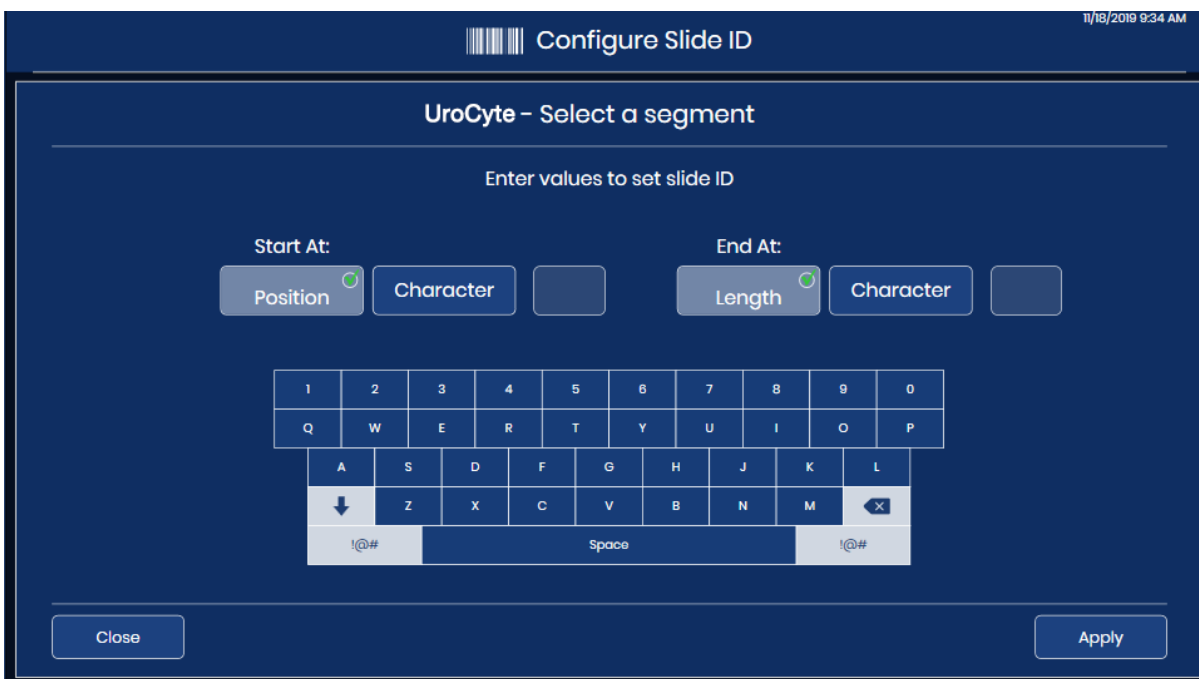 11/18/2019 9:34 AM
Configure Slide ID
UroCyte - Select a segment
Enter values to set slide ID
Start At: End At:
Position Character Length Character
1 2 3 4 5 6 7 8 9 0
Q W E R T Y U I O P
A S D F G H J K L
Z X C V B N M
!@# Space !@#
Close Apply